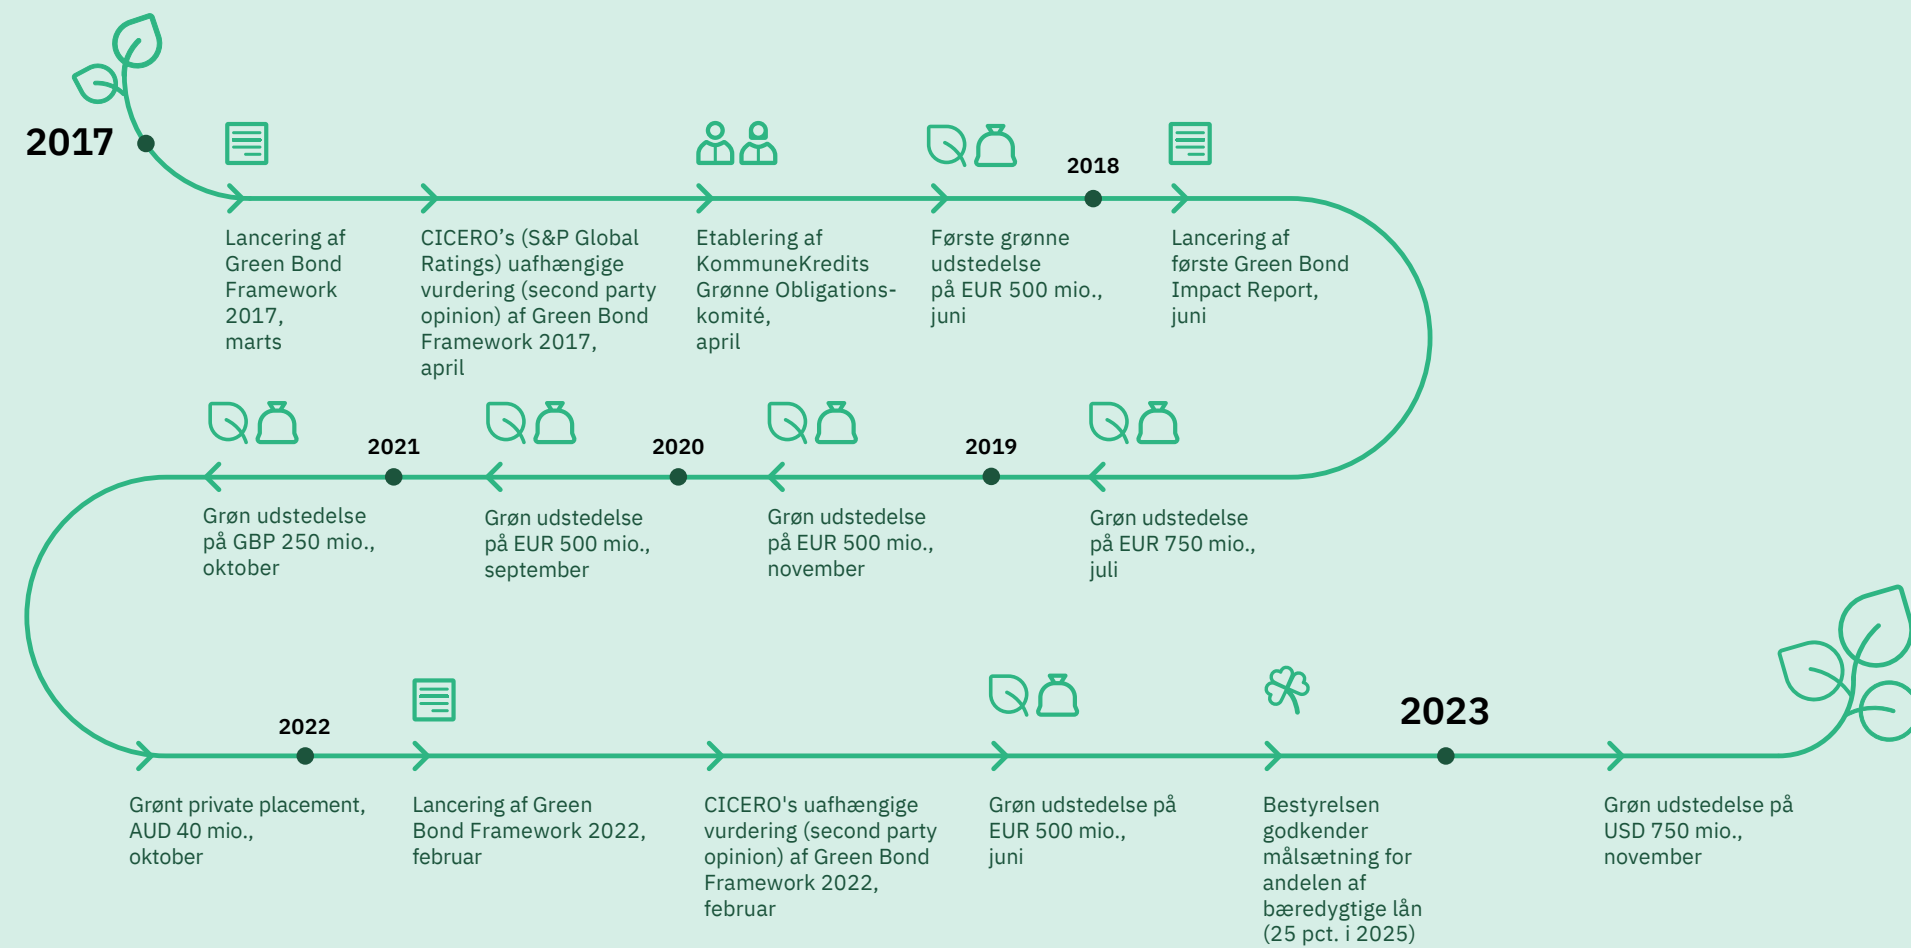 2017
Lancering af
Green Bond
Framework
2017,
marts
CICERO’s (S&P Global
Ratings) uafhængige
vurdering (second party
opinion) af Green Bond
Framework 2017,
april
Etablering af
KommuneKredits
Grønne Obligations-
komité,
april
Første grønne
udstedelse
på EUR 500 mio.,
juni
2018
Lancering af
første Green Bond
Impact Report,
juni
Grøn udstedelse
på EUR 750 mio.,
juli
2019
Grøn udstedelse
på EUR 500 mio.,
november
2020
Grøn udstedelse
på EUR 500 mio.,
september
2021
Grøn udstedelse
på GBP 250 mio.,
oktober
Grønt private placement,
AUD 40 mio.,
oktober
2022
Lancering af Green
Bond Framework 2022,
februar
CICERO's uafhængige
vurdering (second party
opinion) af Green Bond
Framework 2022,
februar
Grøn udstedelse på
EUR 500 mio.,
juni
Bestyrelsen
godkender
målsætning for
andelen af
bæredygtige lån
(25 pct. i 2025)
2023
Grøn udstedelse på
USD 750 mio.,
november